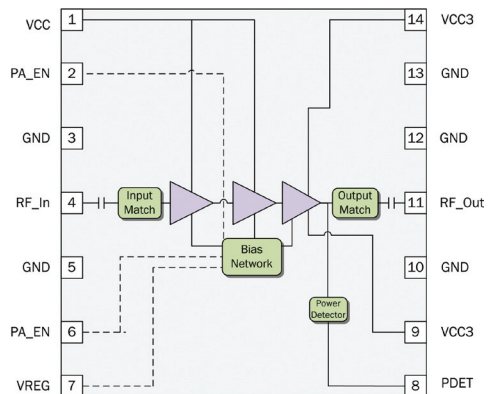 VCC 1
14 VCC3
PA_EN 2
13 GND
GND 3
12 GND
RF_In 4
Input
Match
Output
Match
11 RF_Out
Bias
Network
GND 5
10 GND
Power
Detector
PA_EN 6
9 VCC3
VREG 7
8 PDET